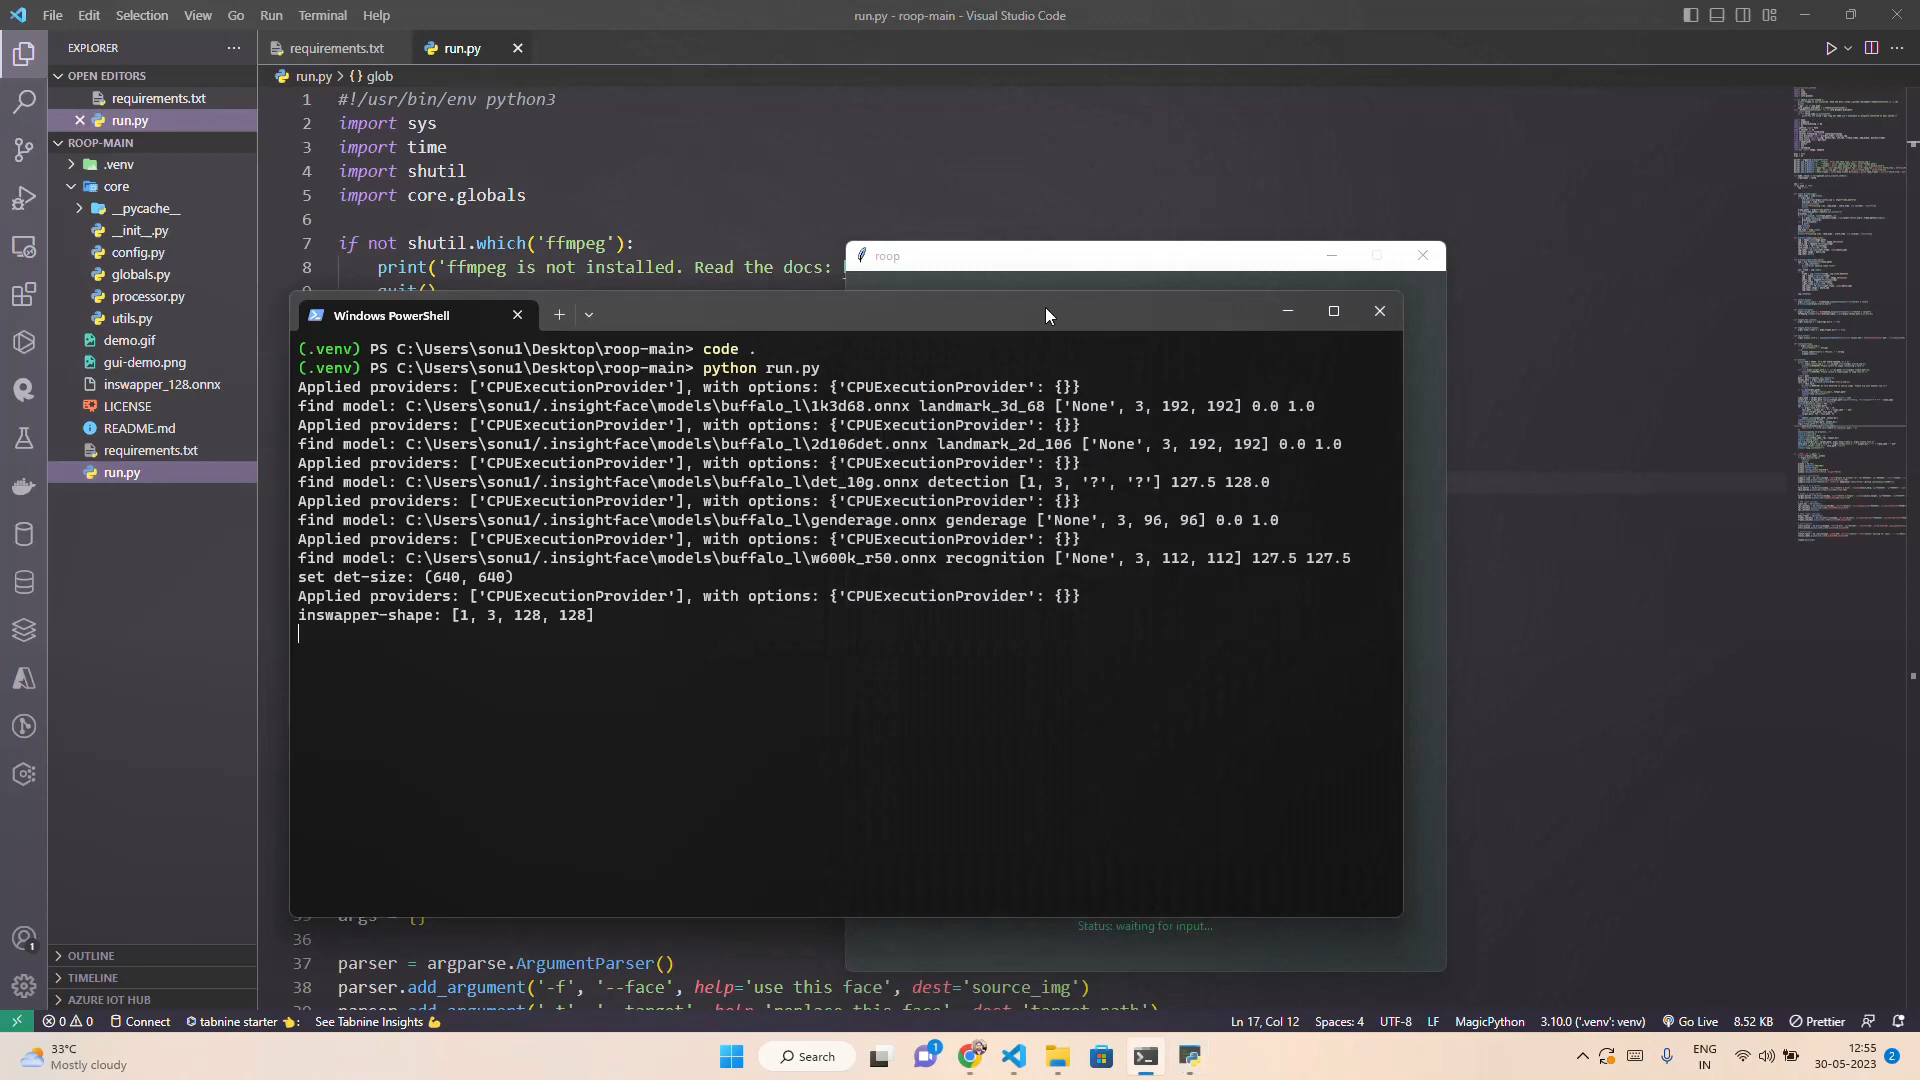 File Edit Selection View Go Run Terminal Help
run.py - roop-main - Visual Studio Code
EXPLORER
requirements.txt
run.py
OPEN EDITORS
requirements.txt
run.py
ROOP-MAIN
.venv
core
__pycache__
__init__.py
config.py
globals.py
processor.py
utils.py
demo.gif
gui-demo.png
inswapper_128.onnx
LICENSE
README.md
requirements.txt
run.py
OUTLINE
TIMELINE
AZURE IOT HUB
run.py > {} glob
1 #!/usr/bin/env python3
2 import sys
3 import time
4 import shutil
5 import core.globals
6
7 if not shutil.which('ffmpeg'):
8 print('ffmpeg is not installed. Read the docs:
quit()
roop
Windows PowerShell
(.venv) PS C:\Users\sonu1\Desktop\roop-main> code .
(.venv) PS C:\Users\sonu1\Desktop\roop-main> python run.py
Applied providers: ['CPUExecutionProvider'], with options: {'CPUExecutionProvider': {}}
find model: C:\Users\sonu1/.insightface\models\buffalo_l\1k3d68.onnx landmark_3d_68 ['None', 3, 192, 192] 0.0 1.0
Applied providers: ['CPUExecutionProvider'], with options: {'CPUExecutionProvider': {}}
find model: C:\Users\sonu1/.insightface\models\buffalo_l\2d106det.onnx landmark_2d_106 ['None', 3, 192, 192] 0.0 1.0
Applied providers: ['CPUExecutionProvider'], with options: {'CPUExecutionProvider': {}}
find model: C:\Users\sonu1/.insightface\models\buffalo_l\det_10g.onnx detection [1, 3, '?', '?'] 127.5 128.0
Applied providers: ['CPUExecutionProvider'], with options: {'CPUExecutionProvider': {}}
find model: C:\Users\sonu1/.insightface\models\buffalo_l\genderage.onnx genderage ['None', 3, 96, 96] 0.0 1.0
Applied providers: ['CPUExecutionProvider'], with options: {'CPUExecutionProvider': {}}
find model: C:\Users\sonu1/.insightface\models\buffalo_l\w600k_r50.onnx recognition ['None', 3, 112, 112] 127.5 127.5
set det-size: (640, 640)
Applied providers: ['CPUExecutionProvider'], with options: {'CPUExecutionProvider': {}}
inswapper-shape: [1, 3, 128, 128]
args = {}
Status: waiting for input...
36
37 parser = argparse.ArgumentParser()
38 parser.add_argument('-f', '--face', help='use this face', dest='source_img')
0 0 Connect tabnine starter See Tabnine Insights
Ln 17, Col 12 Spaces: 4 UTF-8 LF MagicPython 3.10.0 ('.venv': venv) Go Live 8.52 KB Prettier
33°C
Mostly cloudy
Search
1
ENG
IN
12:55
30-05-2023
2